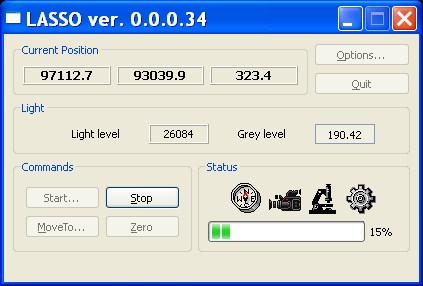 LASSO ver. 0.0.0.34
Current Position
97112.7 93039.9 323.4
Options...
Quit
Light
Light level 26084 Grey level 190.42
Commands
Start... Stop
MoveTo... Zero
Status
N E S W
15%